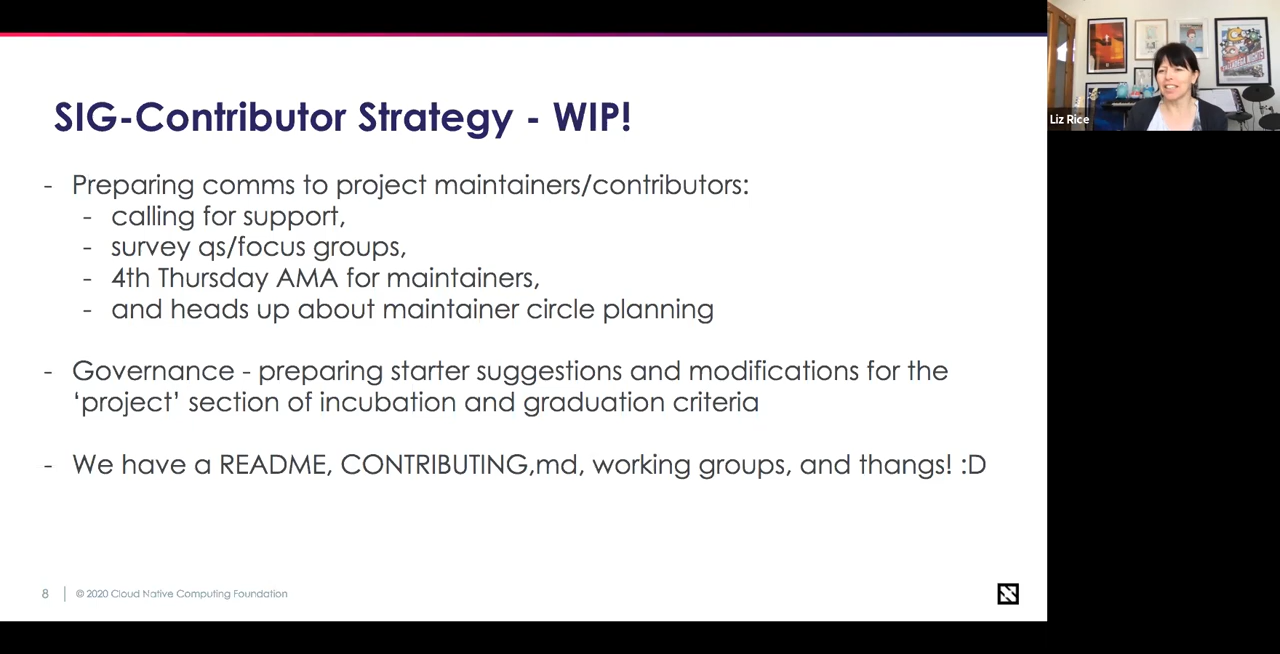 SIG-Contributor Strategy - WIP!
- Preparing comms to project maintainers/contributors:
- calling for support,
- survey qs/focus groups,
- 4th Thursday AMA for maintainers,
- and heads up about maintainer circle planning
- Governance - preparing starter suggestions and modifications for the
‘project’ section of incubation and graduation criteria
- We have a README, CONTRIBUTING,md, working groups, and thangs! :D
8 | © 2020 Cloud Native Computing Foundation
Liz Rice